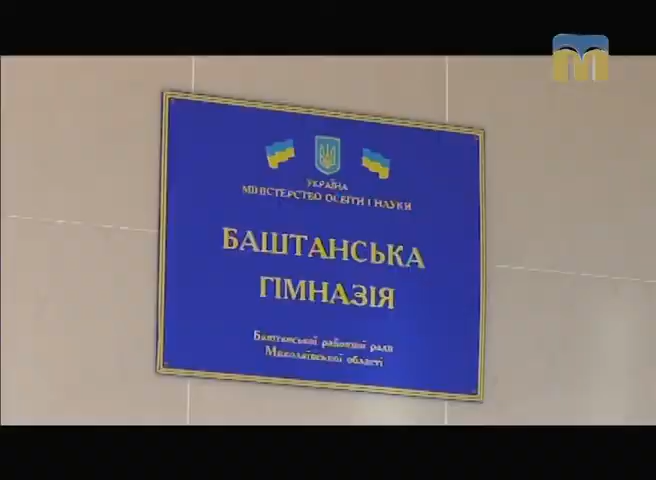 УКРАЇНА
МІНІСТЕРСТВО ОСВІТИ І НАУКИ
БАШТАНСЬКА
ГІМНАЗІЯ
Баштанської районної ради
Миколаївської області
M